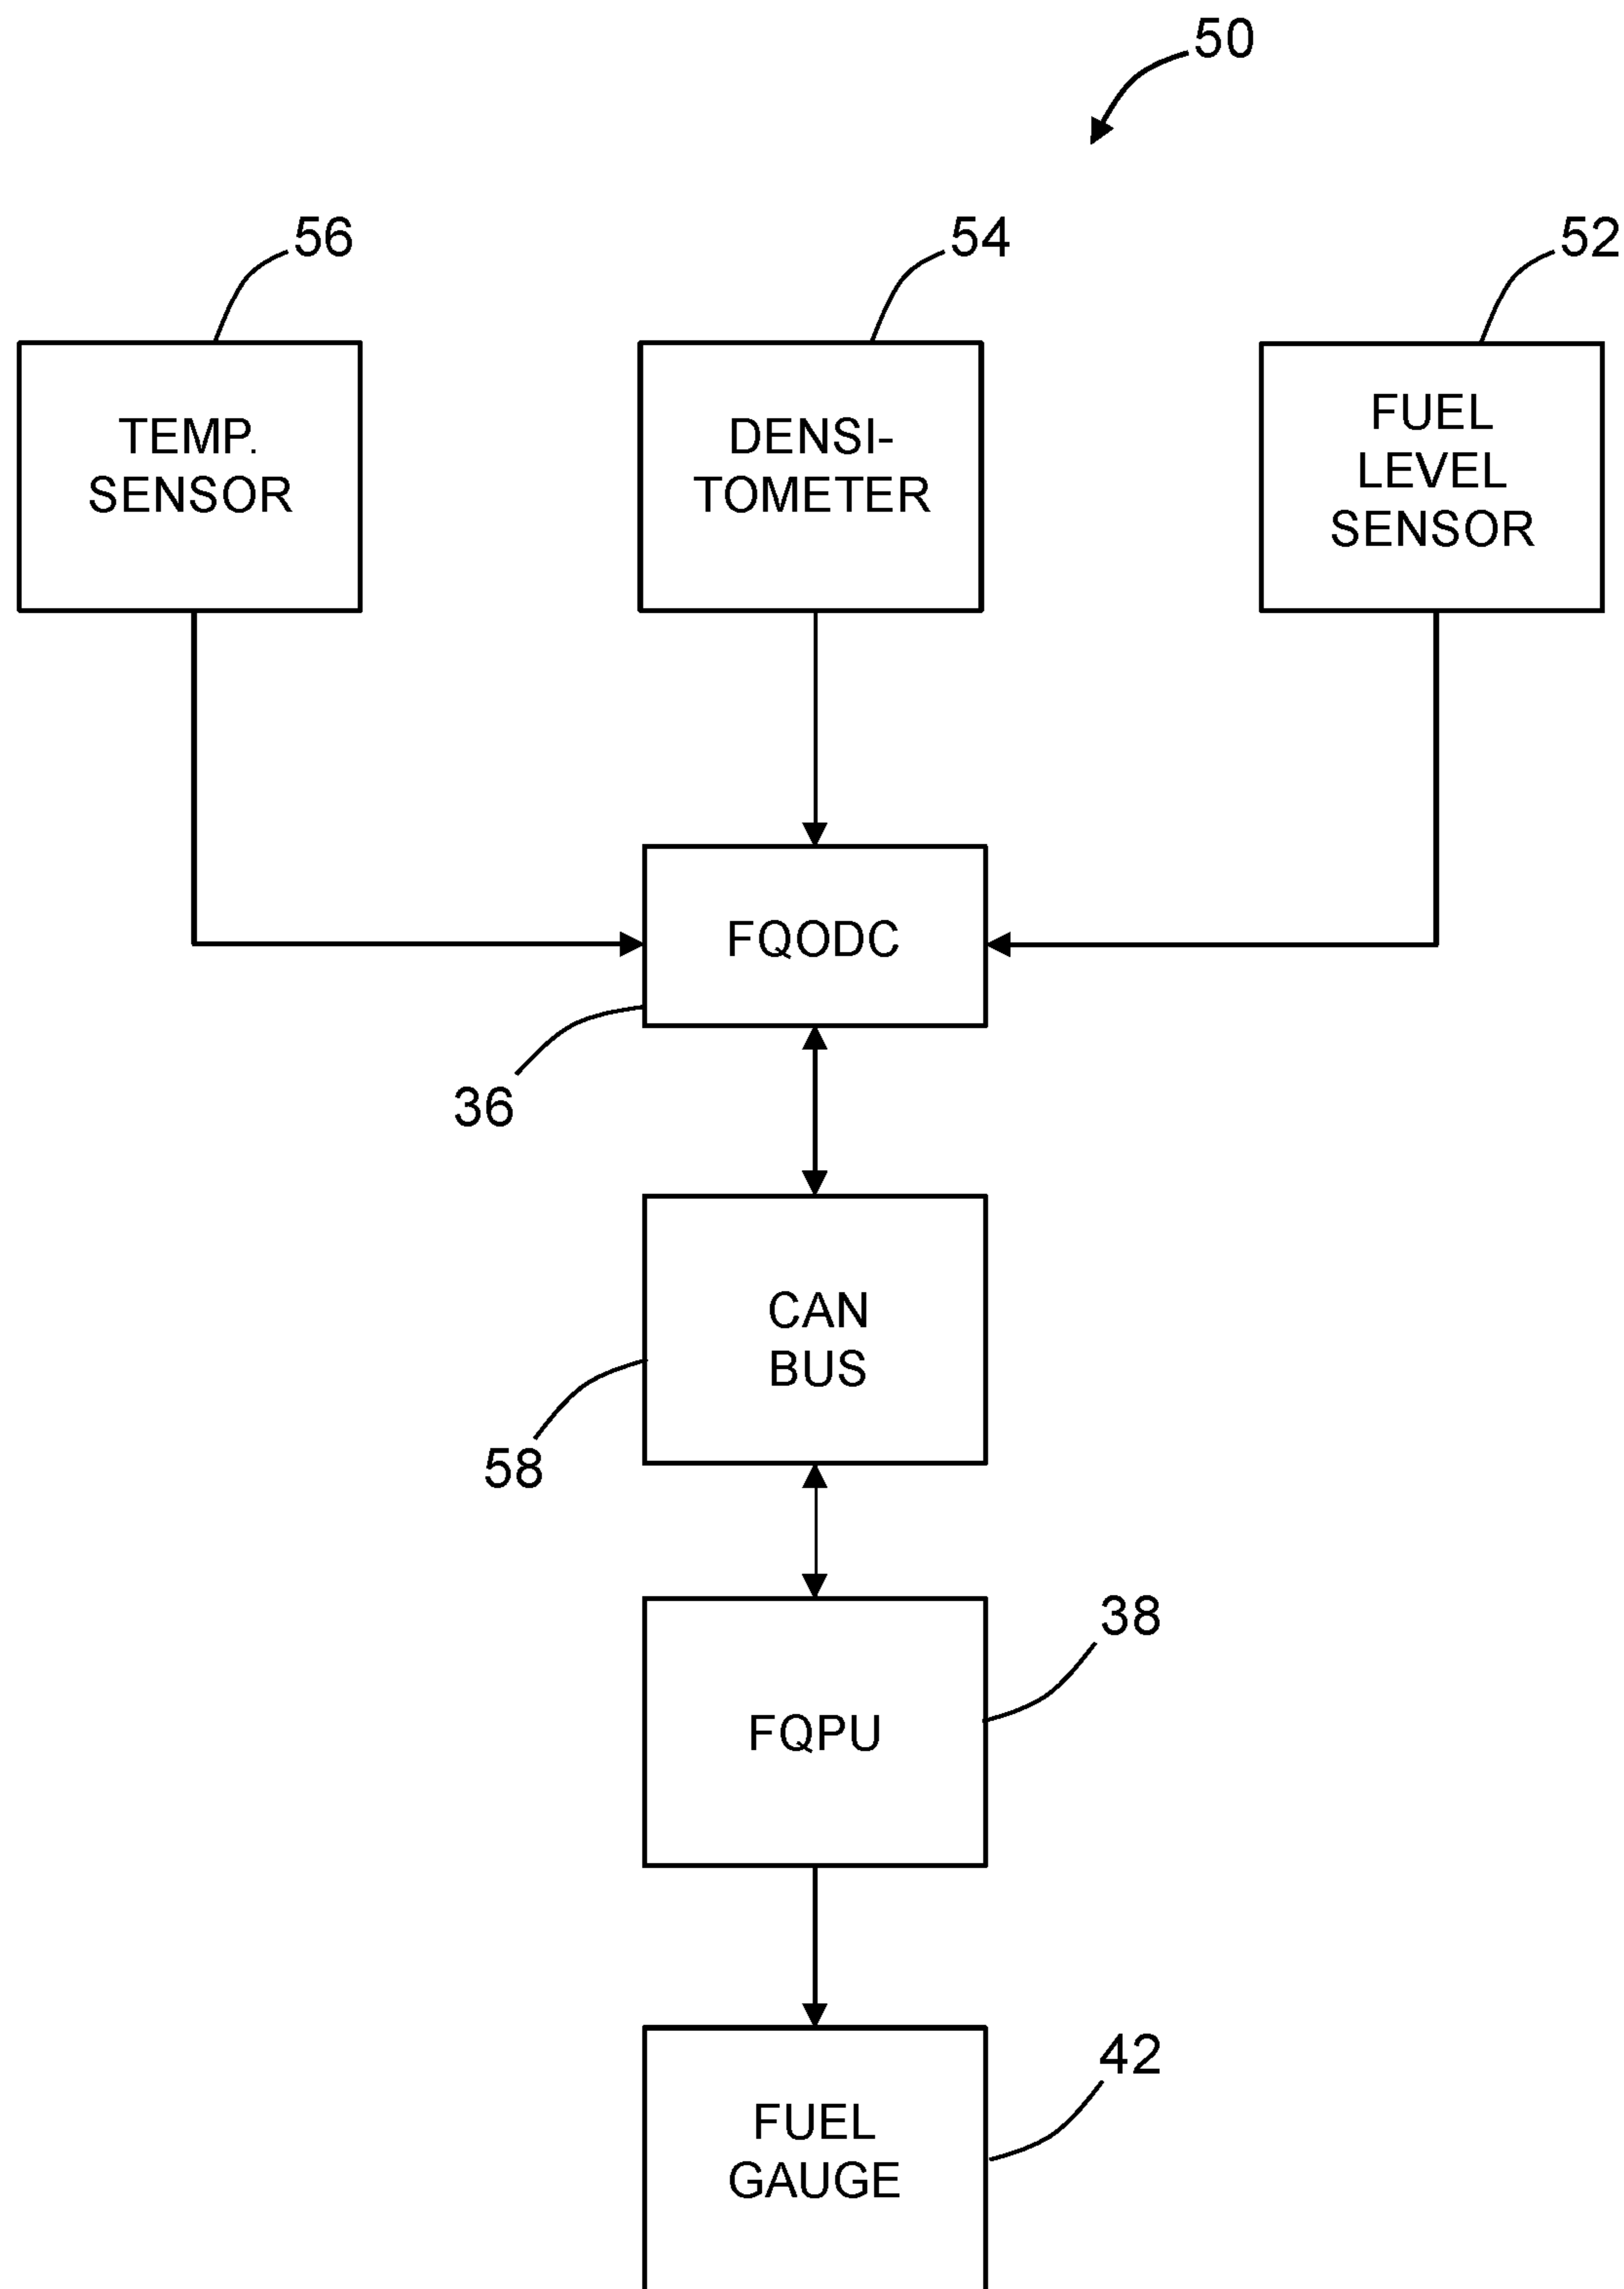 50
56
54
52
TEMP.
SENSOR
DENSI-
TOMETER
FUEL
LEVEL
SENSOR
FQODC
36
CAN
BUS
58
38
FQPU
42
FUEL
GAUGE